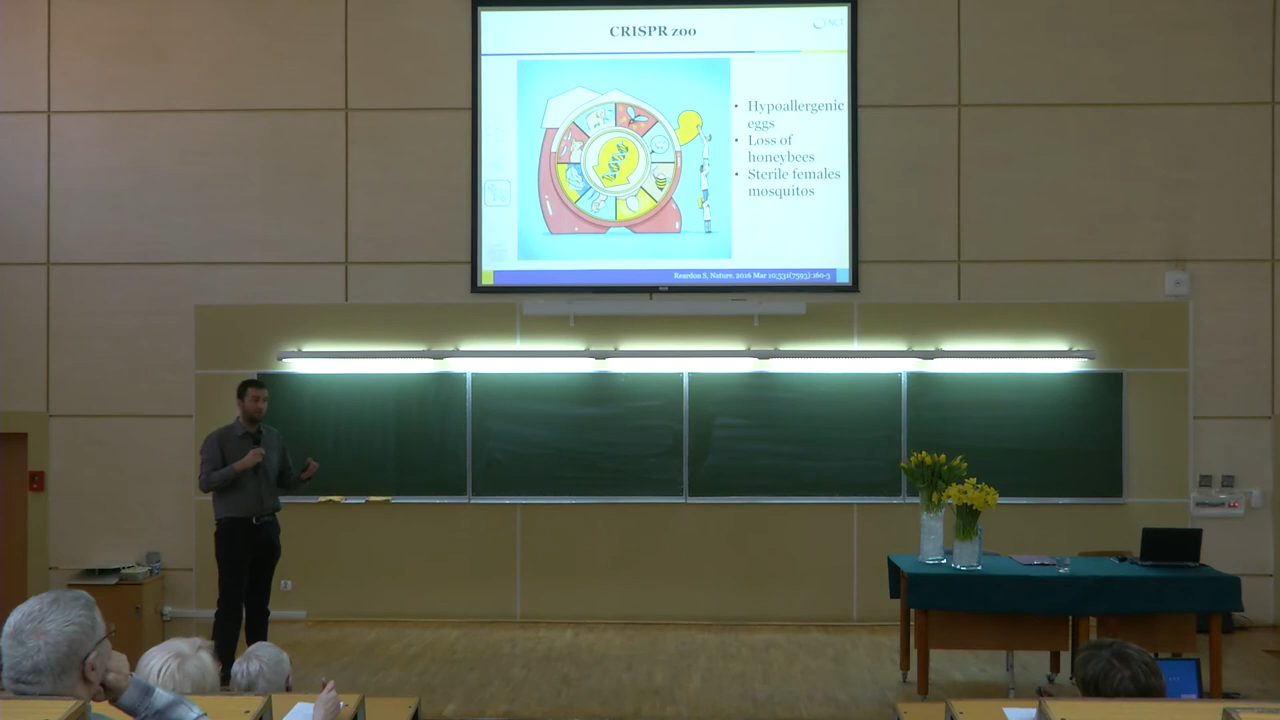 CRISPR zoo
• Hypoallergenic
eggs
• Loss of
honeybees
• Sterile females
mosquitos
Reardon S, Nature. 2016 Mar 10;531(7593):160-3